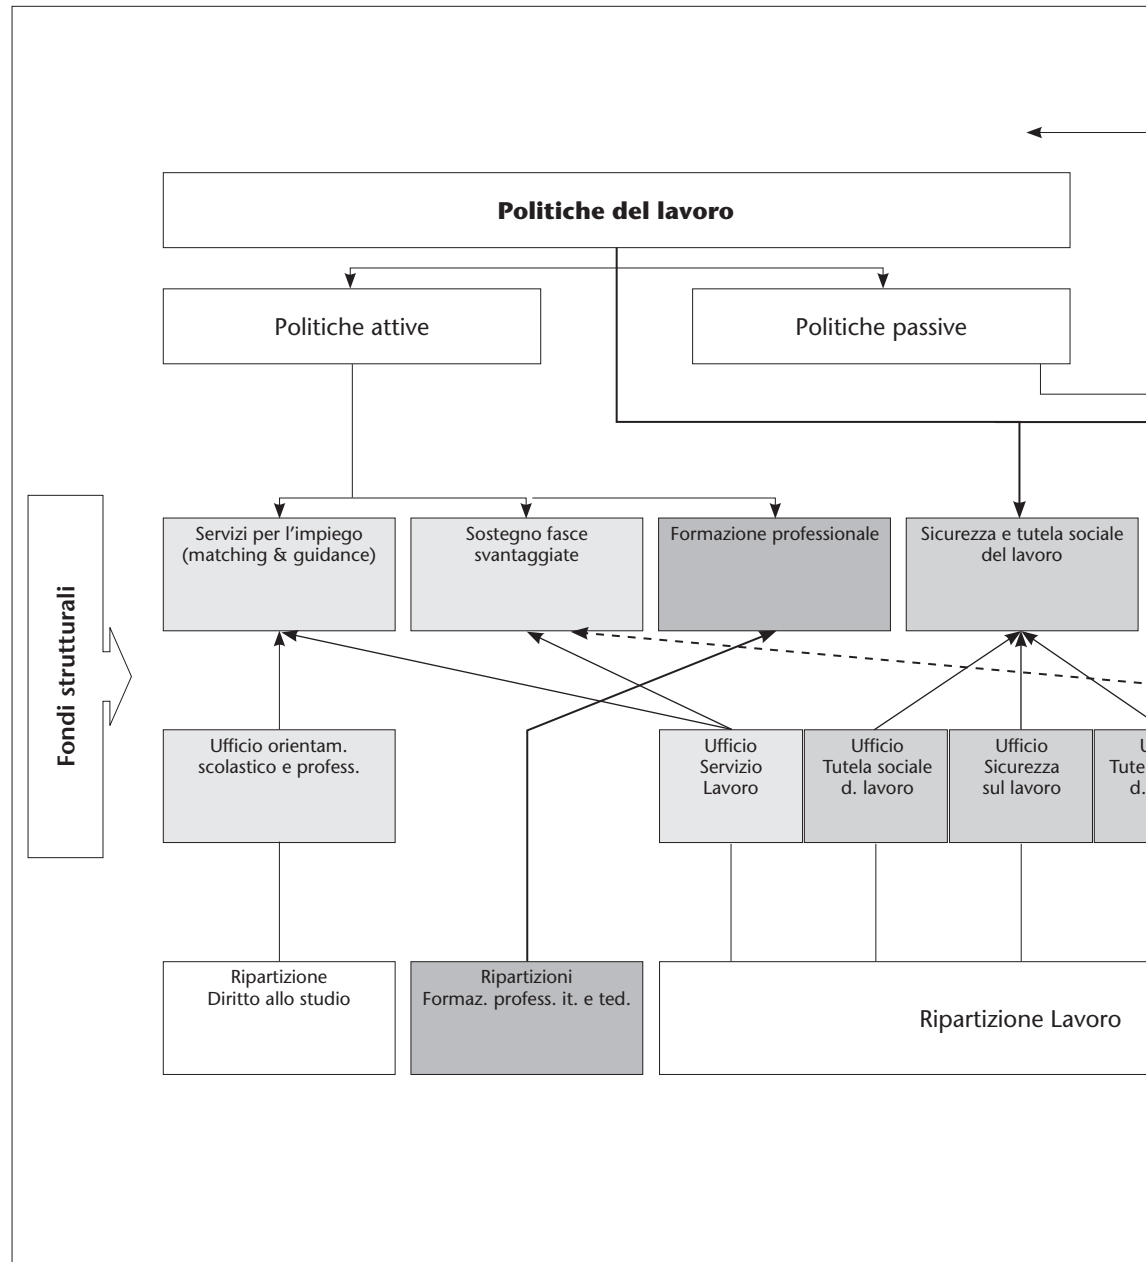 Politiche del lavoro
Politiche attive
Politiche passive
Fondi strutturali
Servizi per l'impiego
(matching & guidance)
Sostegno fasce
svantaggiate
Formazione professionale
Sicurezza e tutela sociale
del lavoro
Ufficio orientam.
scolastico e profess.
Ufficio
Servizio
Lavoro
Ufficio
Tutela sociale
d. lavoro
Ufficio
Sicurezza
sul lavoro
d.
Ripartizione
Diritto allo studio
Ripartizioni
Formaz. profess. it. e ted.
Ripartizione Lavoro